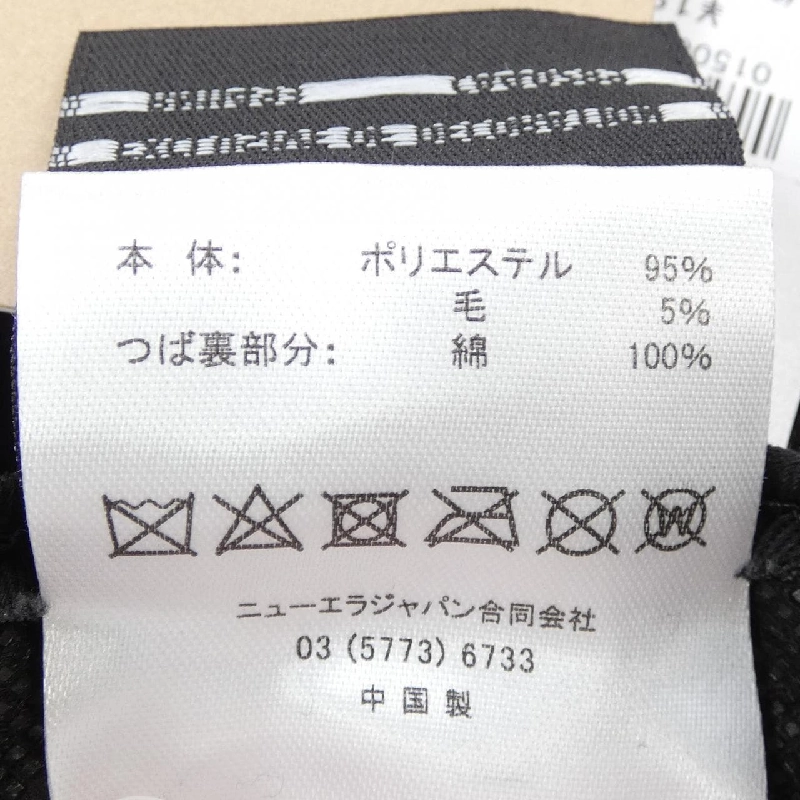 0150
本 体: ポリエステル 95%
毛 5%
つば裏部分: 綿 100%
W
ニューエラジャパン合同会社
03 (5773) 6733
中国製